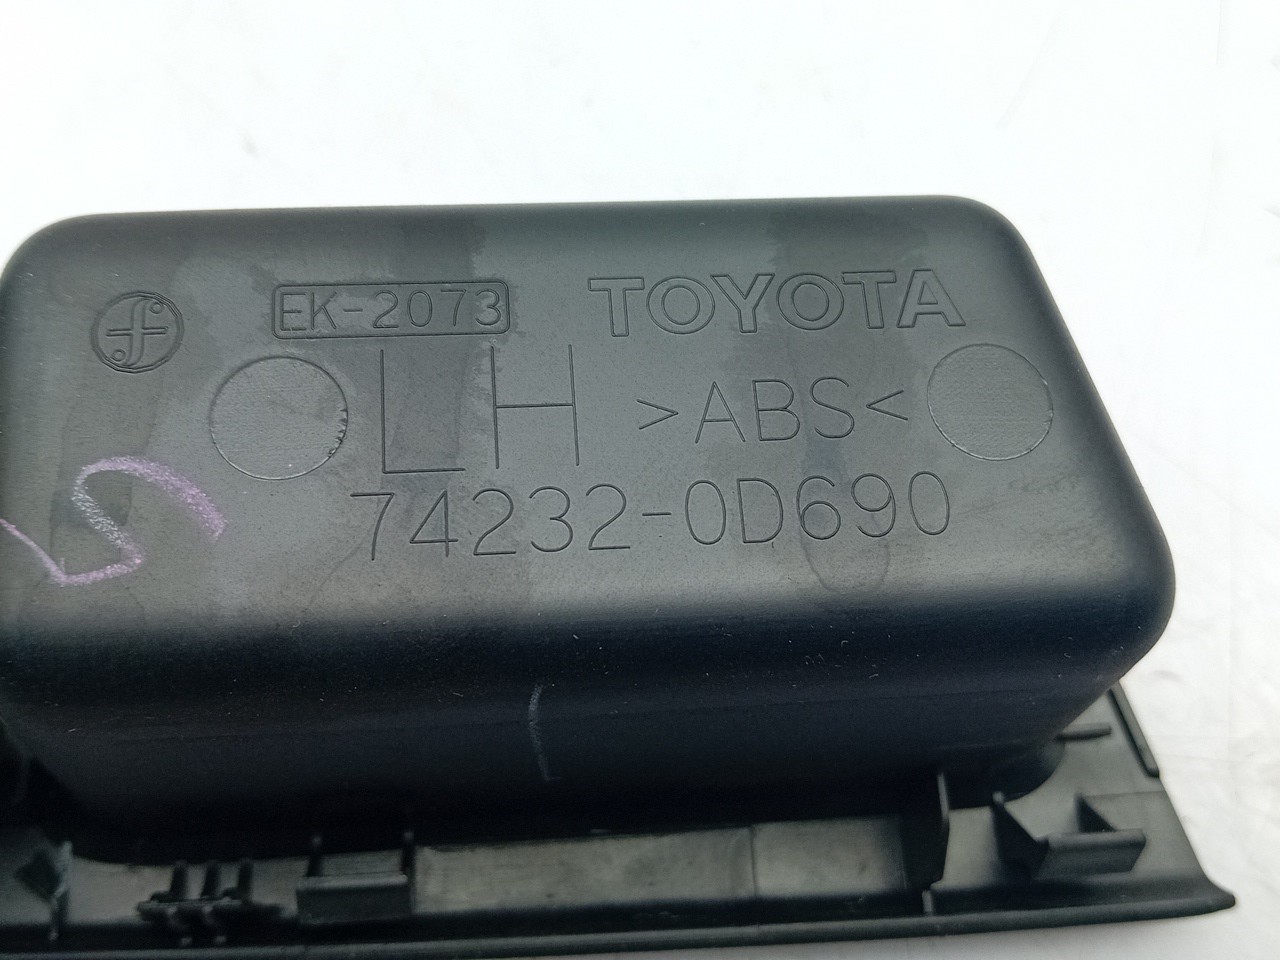 EK-2073 TOYOTA
LH >ABS<
74232-0D690